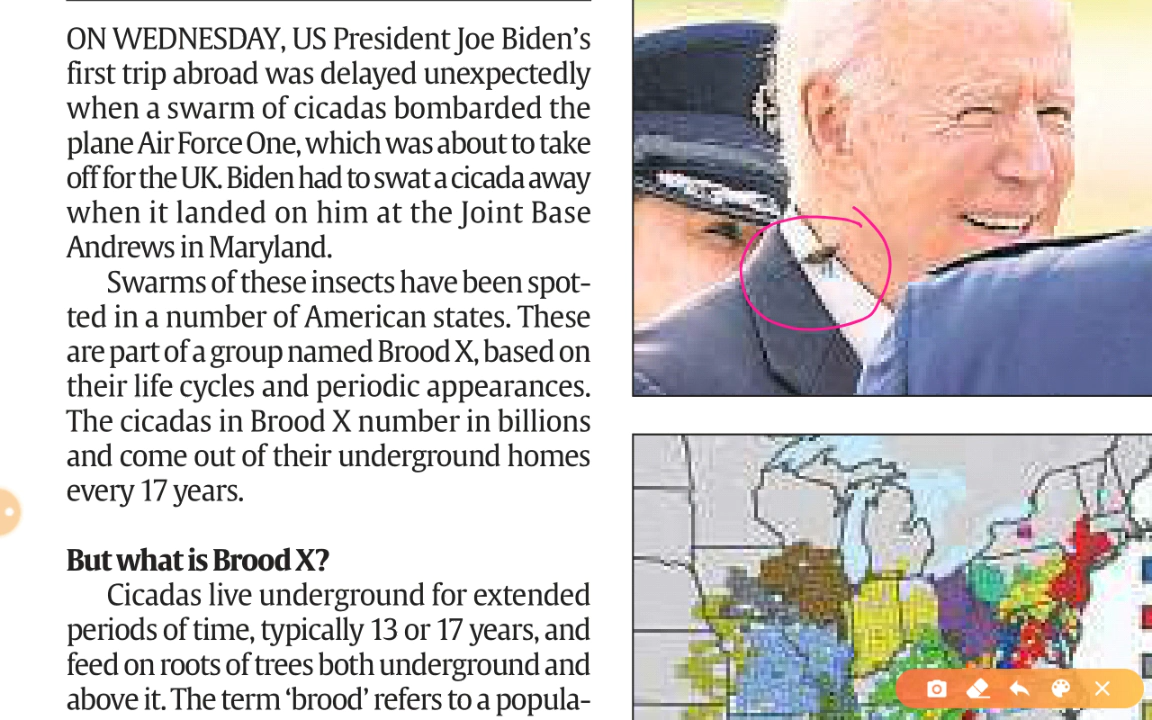 ON WEDNESDAY, US President Joe Biden’s
first trip abroad was delayed unexpectedly
when a swarm of cicadas bombarded the
plane Air Force One, which was about to take
off for the UK. Biden had to swat a cicada away
when it landed on him at the Joint Base
Andrews in Maryland.
Swarms of these insects have been spot-
ted in a number of American states. These
are part of a group named Brood X, based on
their life cycles and periodic appearances.
The cicadas in Brood X number in billions
and come out of their underground homes
every 17 years.
But what is Brood X?
Cicadas live underground for extended
periods of time, typically 13 or 17 years, and
feed on roots of trees both underground and
above it. The term ‘brood’ refers to a popula-